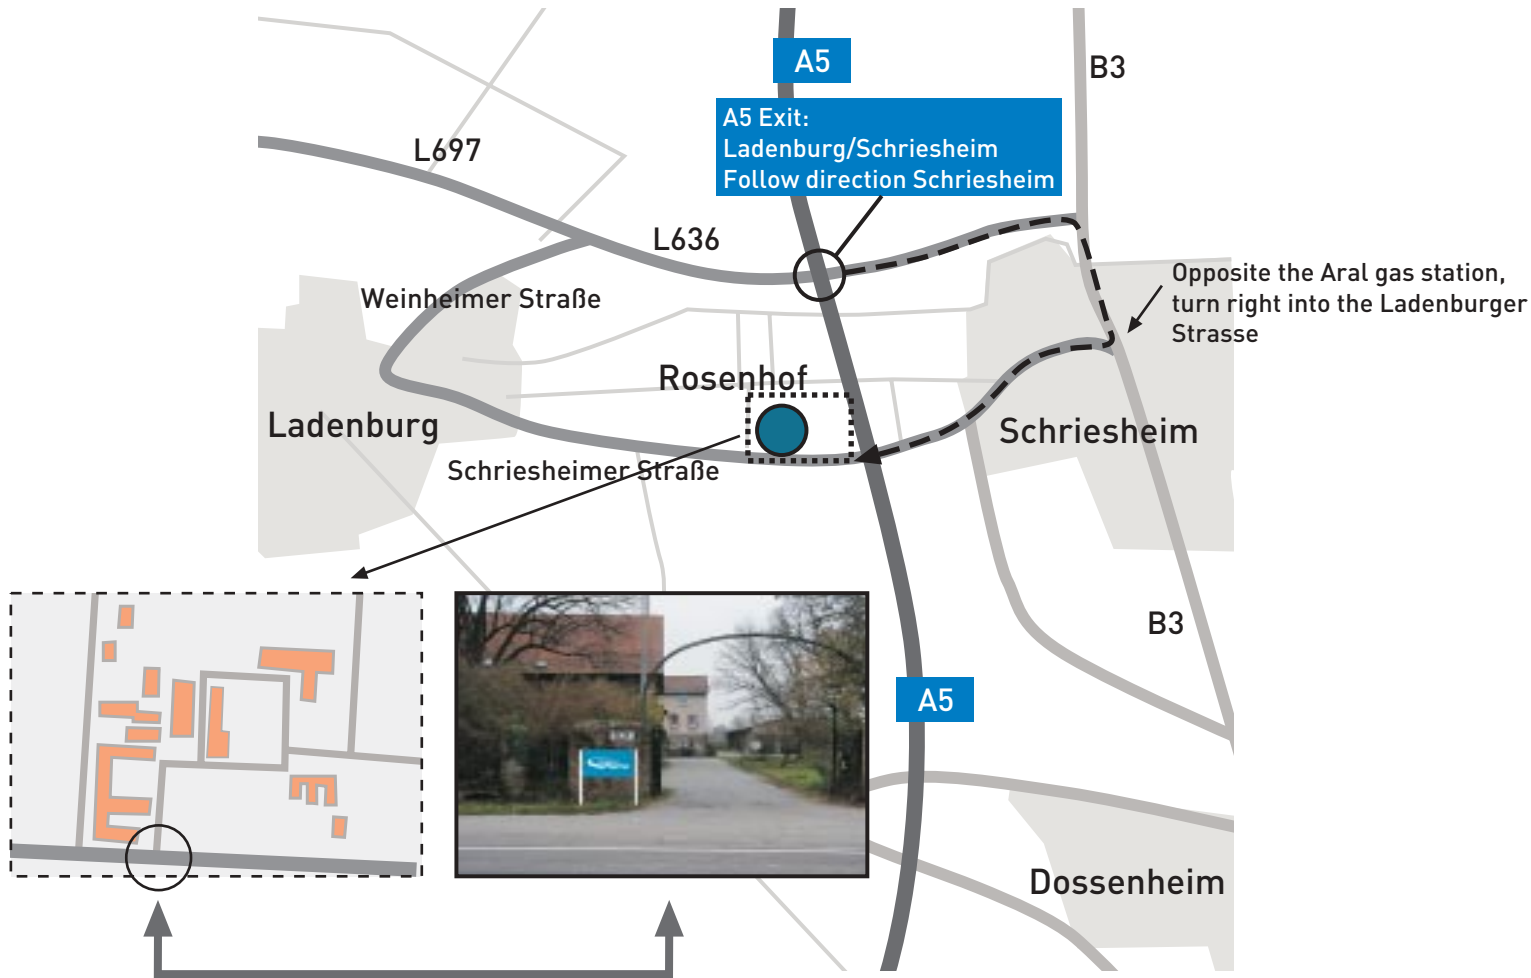 A5
B3
A5 Exit:
Ladenburg/Schriesheim
Follow direction Schriesheim
L697
L636
Opposite the Aral gas station,
turn right into the Ladenburger
Strasse
Weinheimer Straße
Rosenhof
Ladenburg
Schriesheim
Schriesheimer Straße
B3
A5
Dossenheim